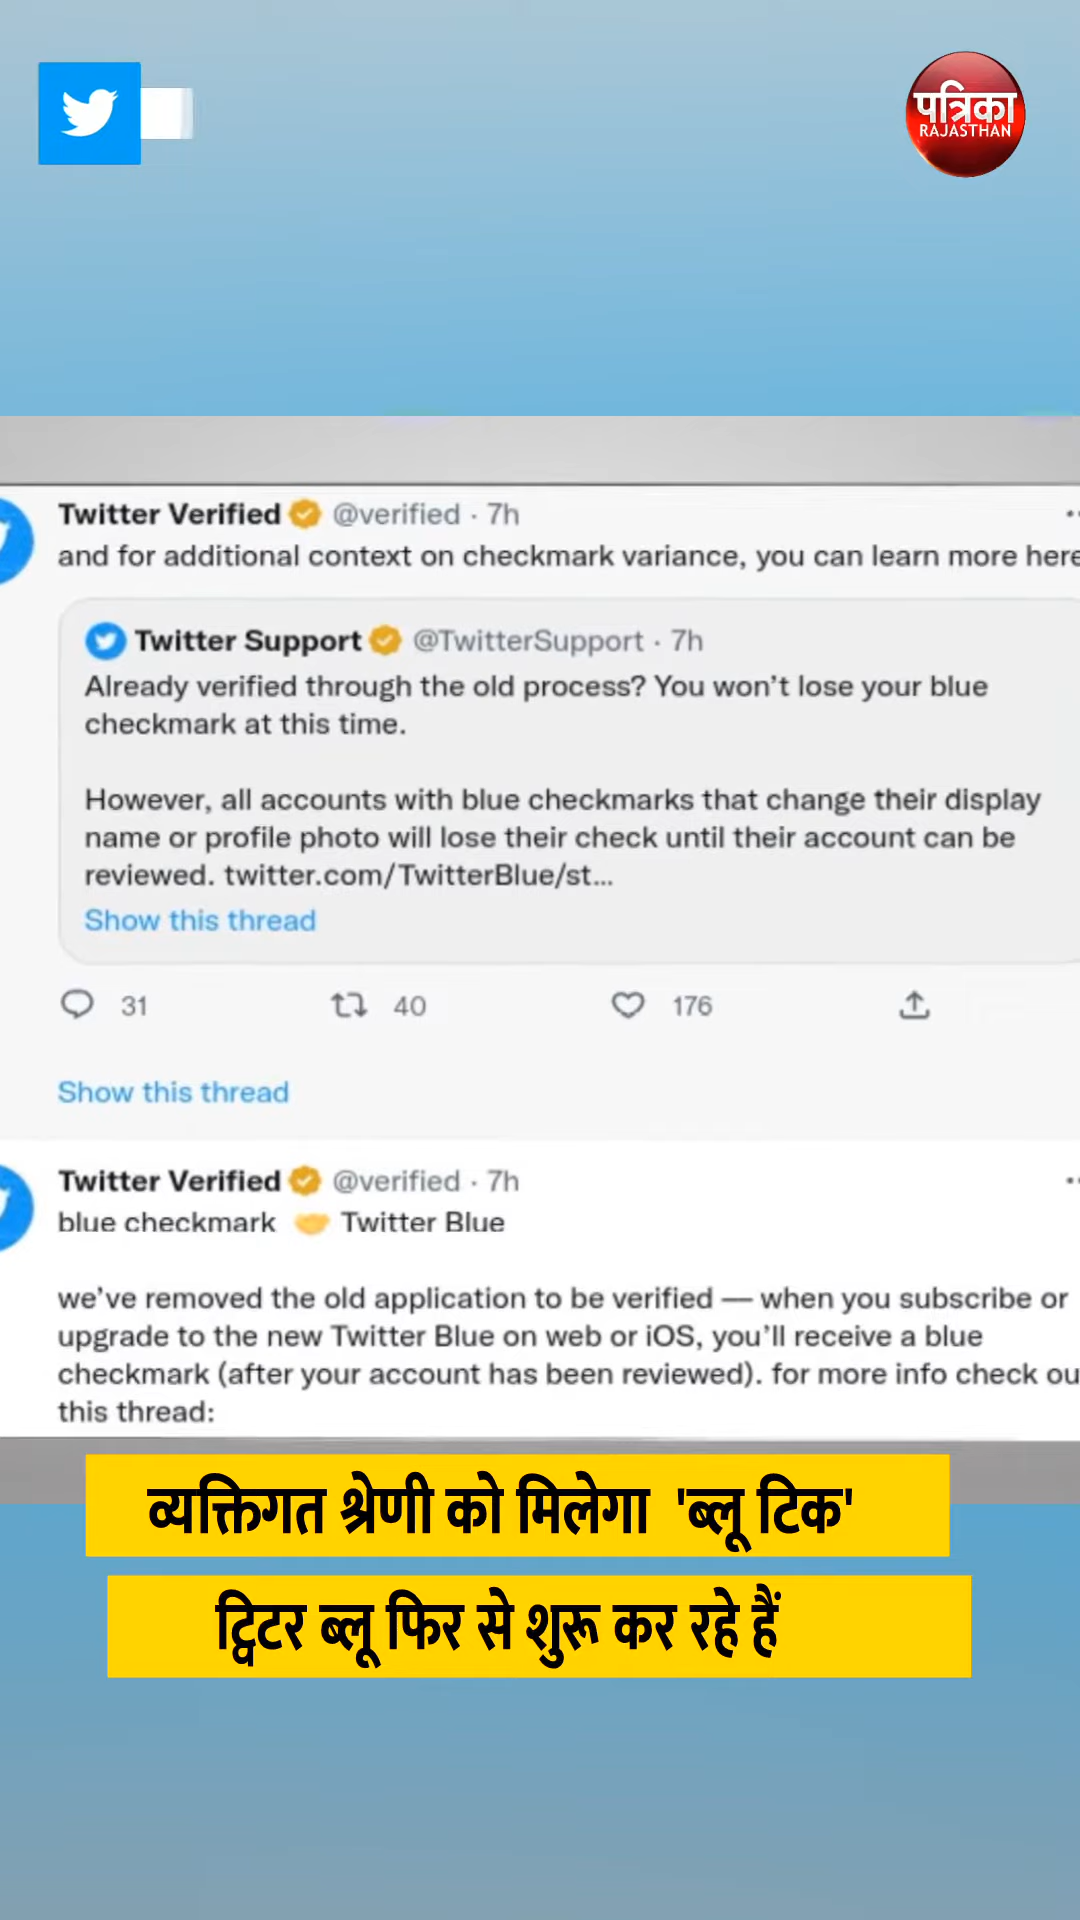 पत्रिका
RAJASTHAN
Twitter Verified @verified · 7h
and for additional context on checkmark variance, you can learn more here
Twitter Support @TwitterSupport · 7h
Already verified through the old process? You won't lose your blue
checkmark at this time.
However, all accounts with blue checkmarks that change their display
name or profile photo will lose their check until their account can be
reviewed. twitter.com/TwitterBlue/st...
Show this thread
31 40 176
Show this thread
Twitter Verified @verified · 7h
blue checkmark 🤝 Twitter Blue
we've removed the old application to be verified — when you subscribe or
upgrade to the new Twitter Blue on web or iOS, you'll receive a blue
checkmark (after your account has been reviewed). for more info check ou
this thread:
व्यक्तिगत श्रेणी को मिलेगा 'ब्लू टिक'
ट्विटर ब्लू फिर से शुरू कर रहे हैं